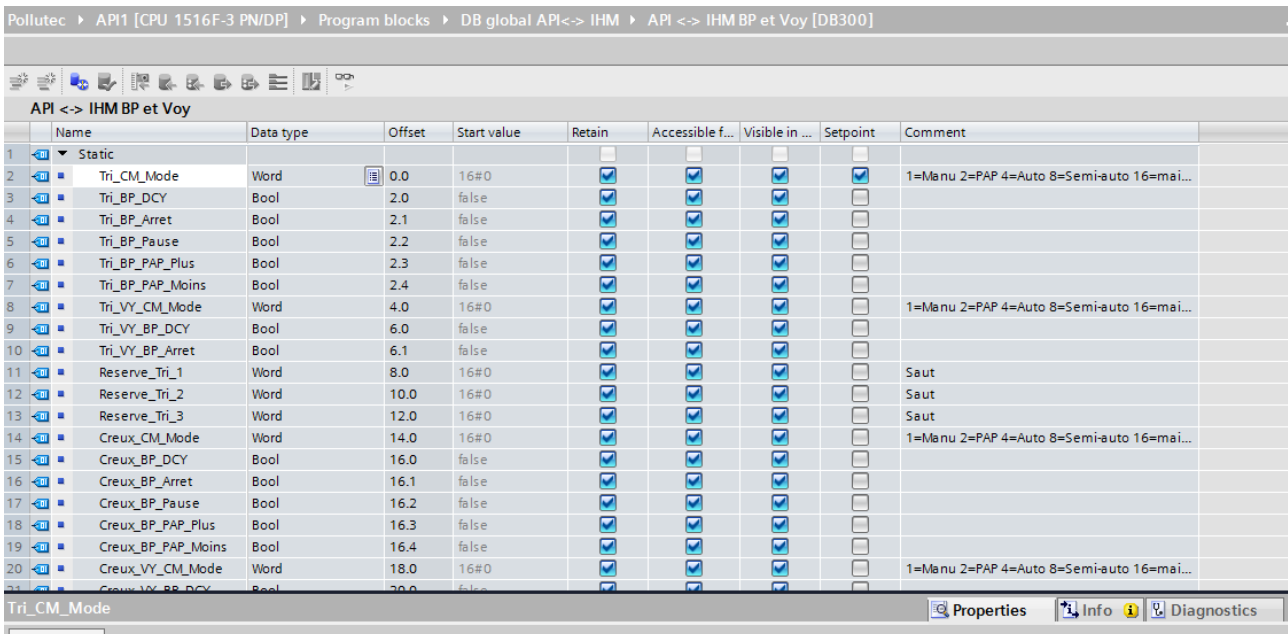 Pollutec ▸ API1 [CPU 1516F-3 PN/DP] ▸ Program blocks ▸ DB global API<-> IHM ▸ API <-> IHM BP et Voy [DB300]
API <-> IHM BP et Voy
Name Data type Offset Start value Retain Accessible f... Visible in ... Setpoint Comment
1 Static
2 Tri_CM_Mode Word 0.0 16#0 1=Manu 2=PAP 4=Auto 8=Semi-auto 16=mai...
3 Tri_BP_DCY Bool 2.0 false
4 Tri_BP_Arret Bool 2.1 false
5 Tri_BP_Pause Bool 2.2 false
6 Tri_BP_PAP_Plus Bool 2.3 false
7 Tri_BP_PAP_Moins Bool 2.4 false
8 Tri_VY_CM_Mode Word 4.0 16#0 1=Manu 2=PAP 4=Auto 8=Semi-auto 16=mai...
9 Tri_VY_BP_DCY Bool 6.0 false
10 Tri_VY_BP_Arret Bool 6.1 false
11 Reserve_Tri_1 Word 8.0 16#0 Saut
12 Reserve_Tri_2 Word 10.0 16#0 Saut
13 Reserve_Tri_3 Word 12.0 16#0 Saut
14 Creux_CM_Mode Word 14.0 16#0 1=Manu 2=PAP 4=Auto 8=Semi-auto 16=mai...
15 Creux_BP_DCY Bool 16.0 false
16 Creux_BP_Arret Bool 16.1 false
17 Creux_BP_Pause Bool 16.2 false
18 Creux_BP_PAP_Plus Bool 16.3 false
19 Creux_BP_PAP_Moins Bool 16.4 false
20 Creux_VY_CM_Mode Word 18.0 16#0 1=Manu 2=PAP 4=Auto 8=Semi-auto 16=mai...
21 Creux_VY_BP_DCY Bool 20.0 false
Tri_CM_Mode Properties Info Diagnostics